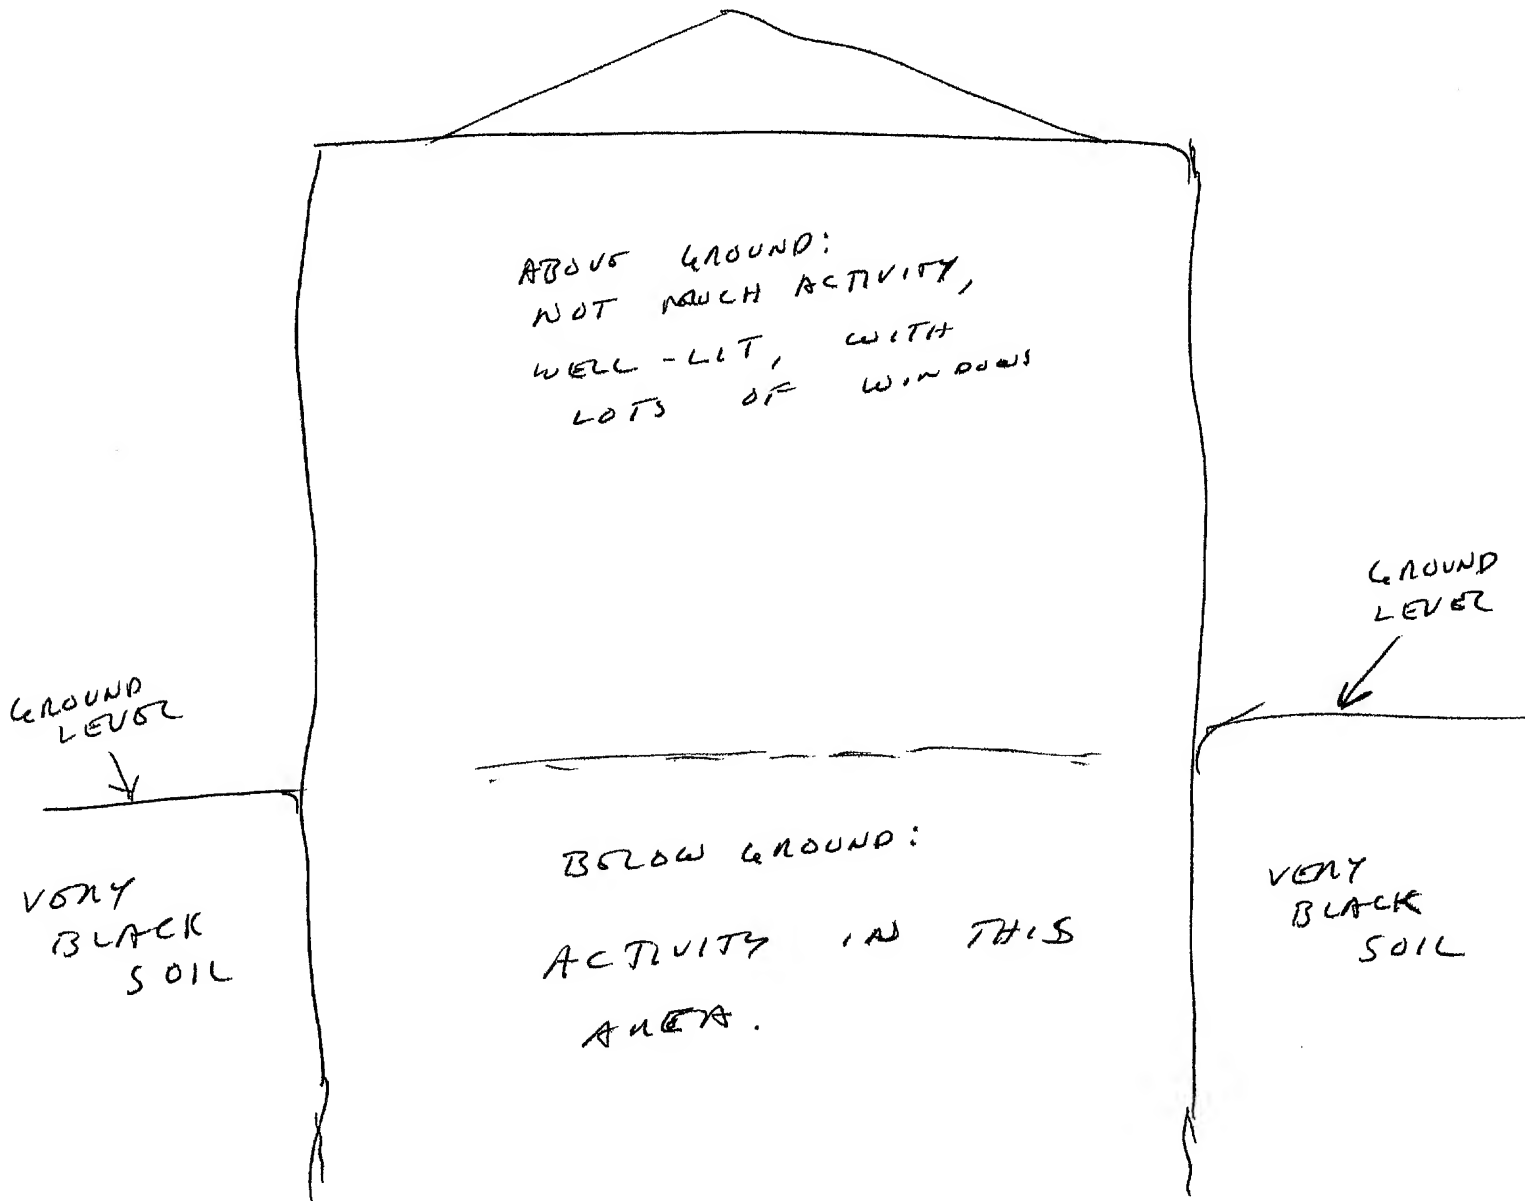 ABOVE GROUND:
NOT MUCH ACTIVITY,
WELL-LIT, WITH
LOTS OF WINDOWS
GROUND
LEVEL
GROUND
LEVEL
BELOW GROUND:
ACTIVITY IN THIS
AREA.
VERY
BLACK
SOIL
VERY
BLACK
SOIL